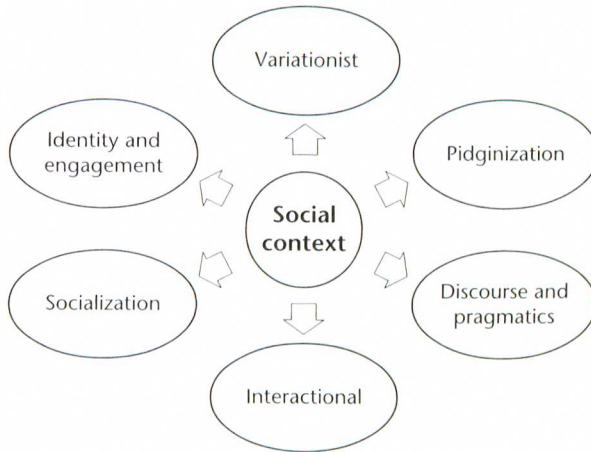 Variationist
Identity and
engagement
Pidginization
Social
context
Socialization
Discourse and
pragmatics
Interactional